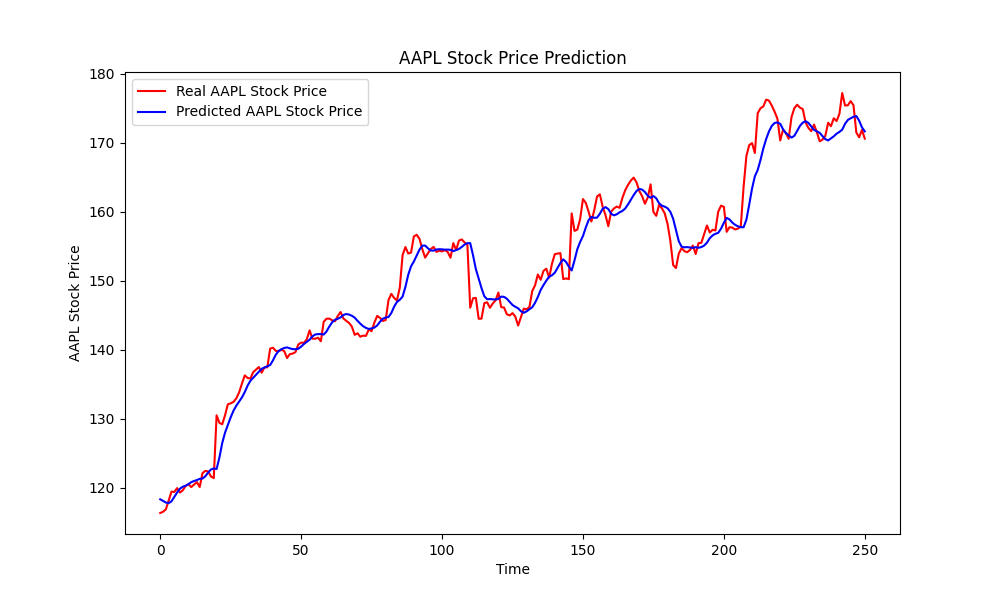 AAPL Stock Price Prediction
Real AAPL Stock Price
Predicted AAPL Stock Price
AAPL Stock Price
180
170
160
150
140
130
120
0 50 100 150 200 250
Time